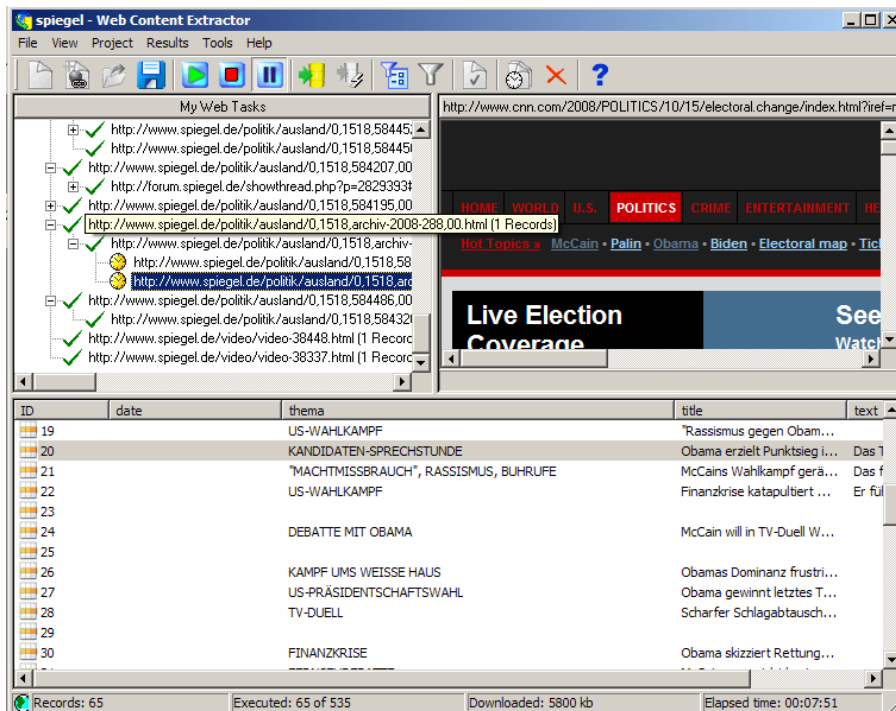 spiegel - Web Content Extractor
File View Project Results Tools Help
My Web Tasks
http://www.cnn.com/2008/POLITICS/10/15/electoral.change/index.html?iref=
http://www.spiegel.de/politik/ausland/0,1518,58445
http://www.spiegel.de/politik/ausland/0,1518,58445
http://www.spiegel.de/politik/ausland/0,1518,584207,00
http://forum.spiegel.de/showthread.php?p=2829393#
http://www.spiegel.de/politik/ausland/0,1518,584195,00
http://www.spiegel.de/politik/ausland/0,1518,archiv-2008-288,00.html (1 Records)
http://www.spiegel.de/politik/ausland/0,1518,archiv-
http://www.spiegel.de/politik/ausland/0,1518,58
http://www.spiegel.de/politik/ausland/0,1518,arc
http://www.spiegel.de/politik/ausland/0,1518,584486,00
http://www.spiegel.de/politik/ausland/0,1518,58432
http://www.spiegel.de/video/video-38448.html (1 Recor
http://www.spiegel.de/video/video-38337.html (1 Recorc
HOME WORLD U.S. POLITICS CRIME ENTERTAINMENT HE
Hot Topics » McCain • Palin • Obama • Biden • Electoral map • Tick
Live Election
Coverage
See
Watch
ID date thema title text
19 US-WAHLKAMPF "Rassismus gegen Obam...
20 KANDIDATEN-SPRECHSTUNDE Obama erzielt Punktsieg i... Das T
21 "MACHTMISSBRAUCH", RASSISMUS, BUHRUFE McCains Wahlkampf gerä... Das f
22 US-WAHLKAMPF Finanzkrise katapultiert ... Er fül
23
24 DEBATTE MIT OBAMA McCain will in TV-Duell W...
25
26 KAMPF UMS WEISSE HAUS Obamas Dominanz frustri...
27 US-PRÄSIDENTSCHAFTSWAHL Obama gewinnt letztes T...
28 TV-DUELL Scharfer Schlagabtausch...
29
30 FINANZKRISE Obama skizziert Rettung...
Records: 65 Executed: 65 of 535 Downloaded: 5800 kb Elapsed time: 00:07:51